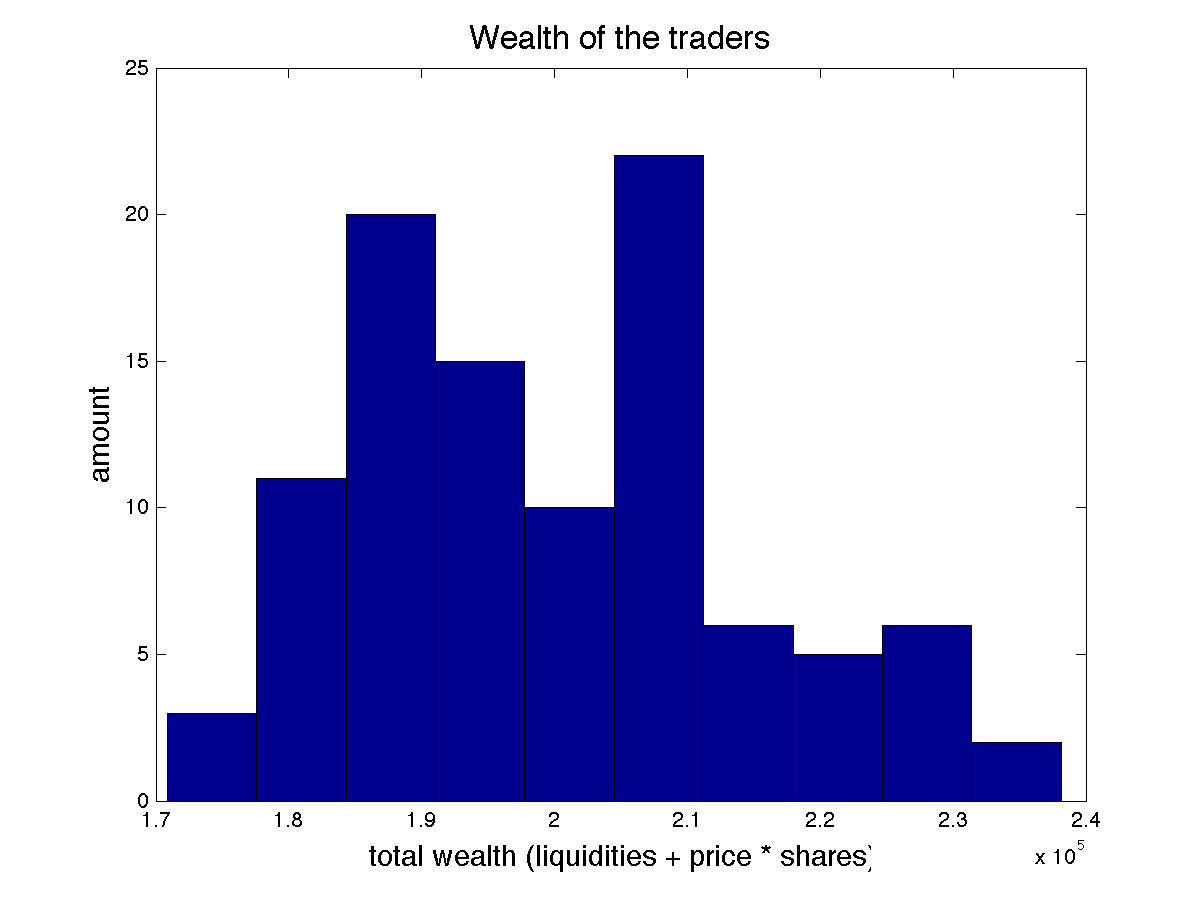 Wealth of the traders
25
20
15
10
5
0
amount
1.7 1.8 1.9 2 2.1 2.2 2.3 2.4
x 10^5
total wealth (liquidities + price * shares)